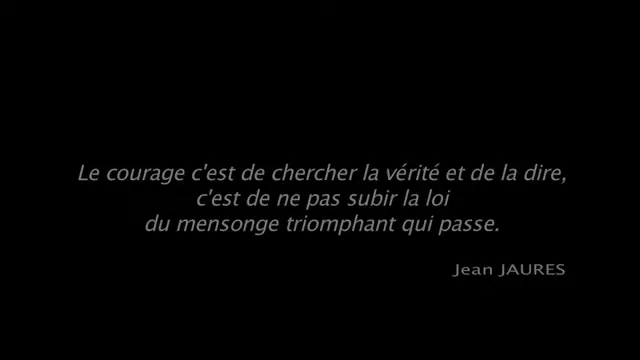 Le courage c'est de chercher la vérité et de la dire,
c'est de ne pas subir la loi
du mensonge triomphant qui passe.
Jean JAURES